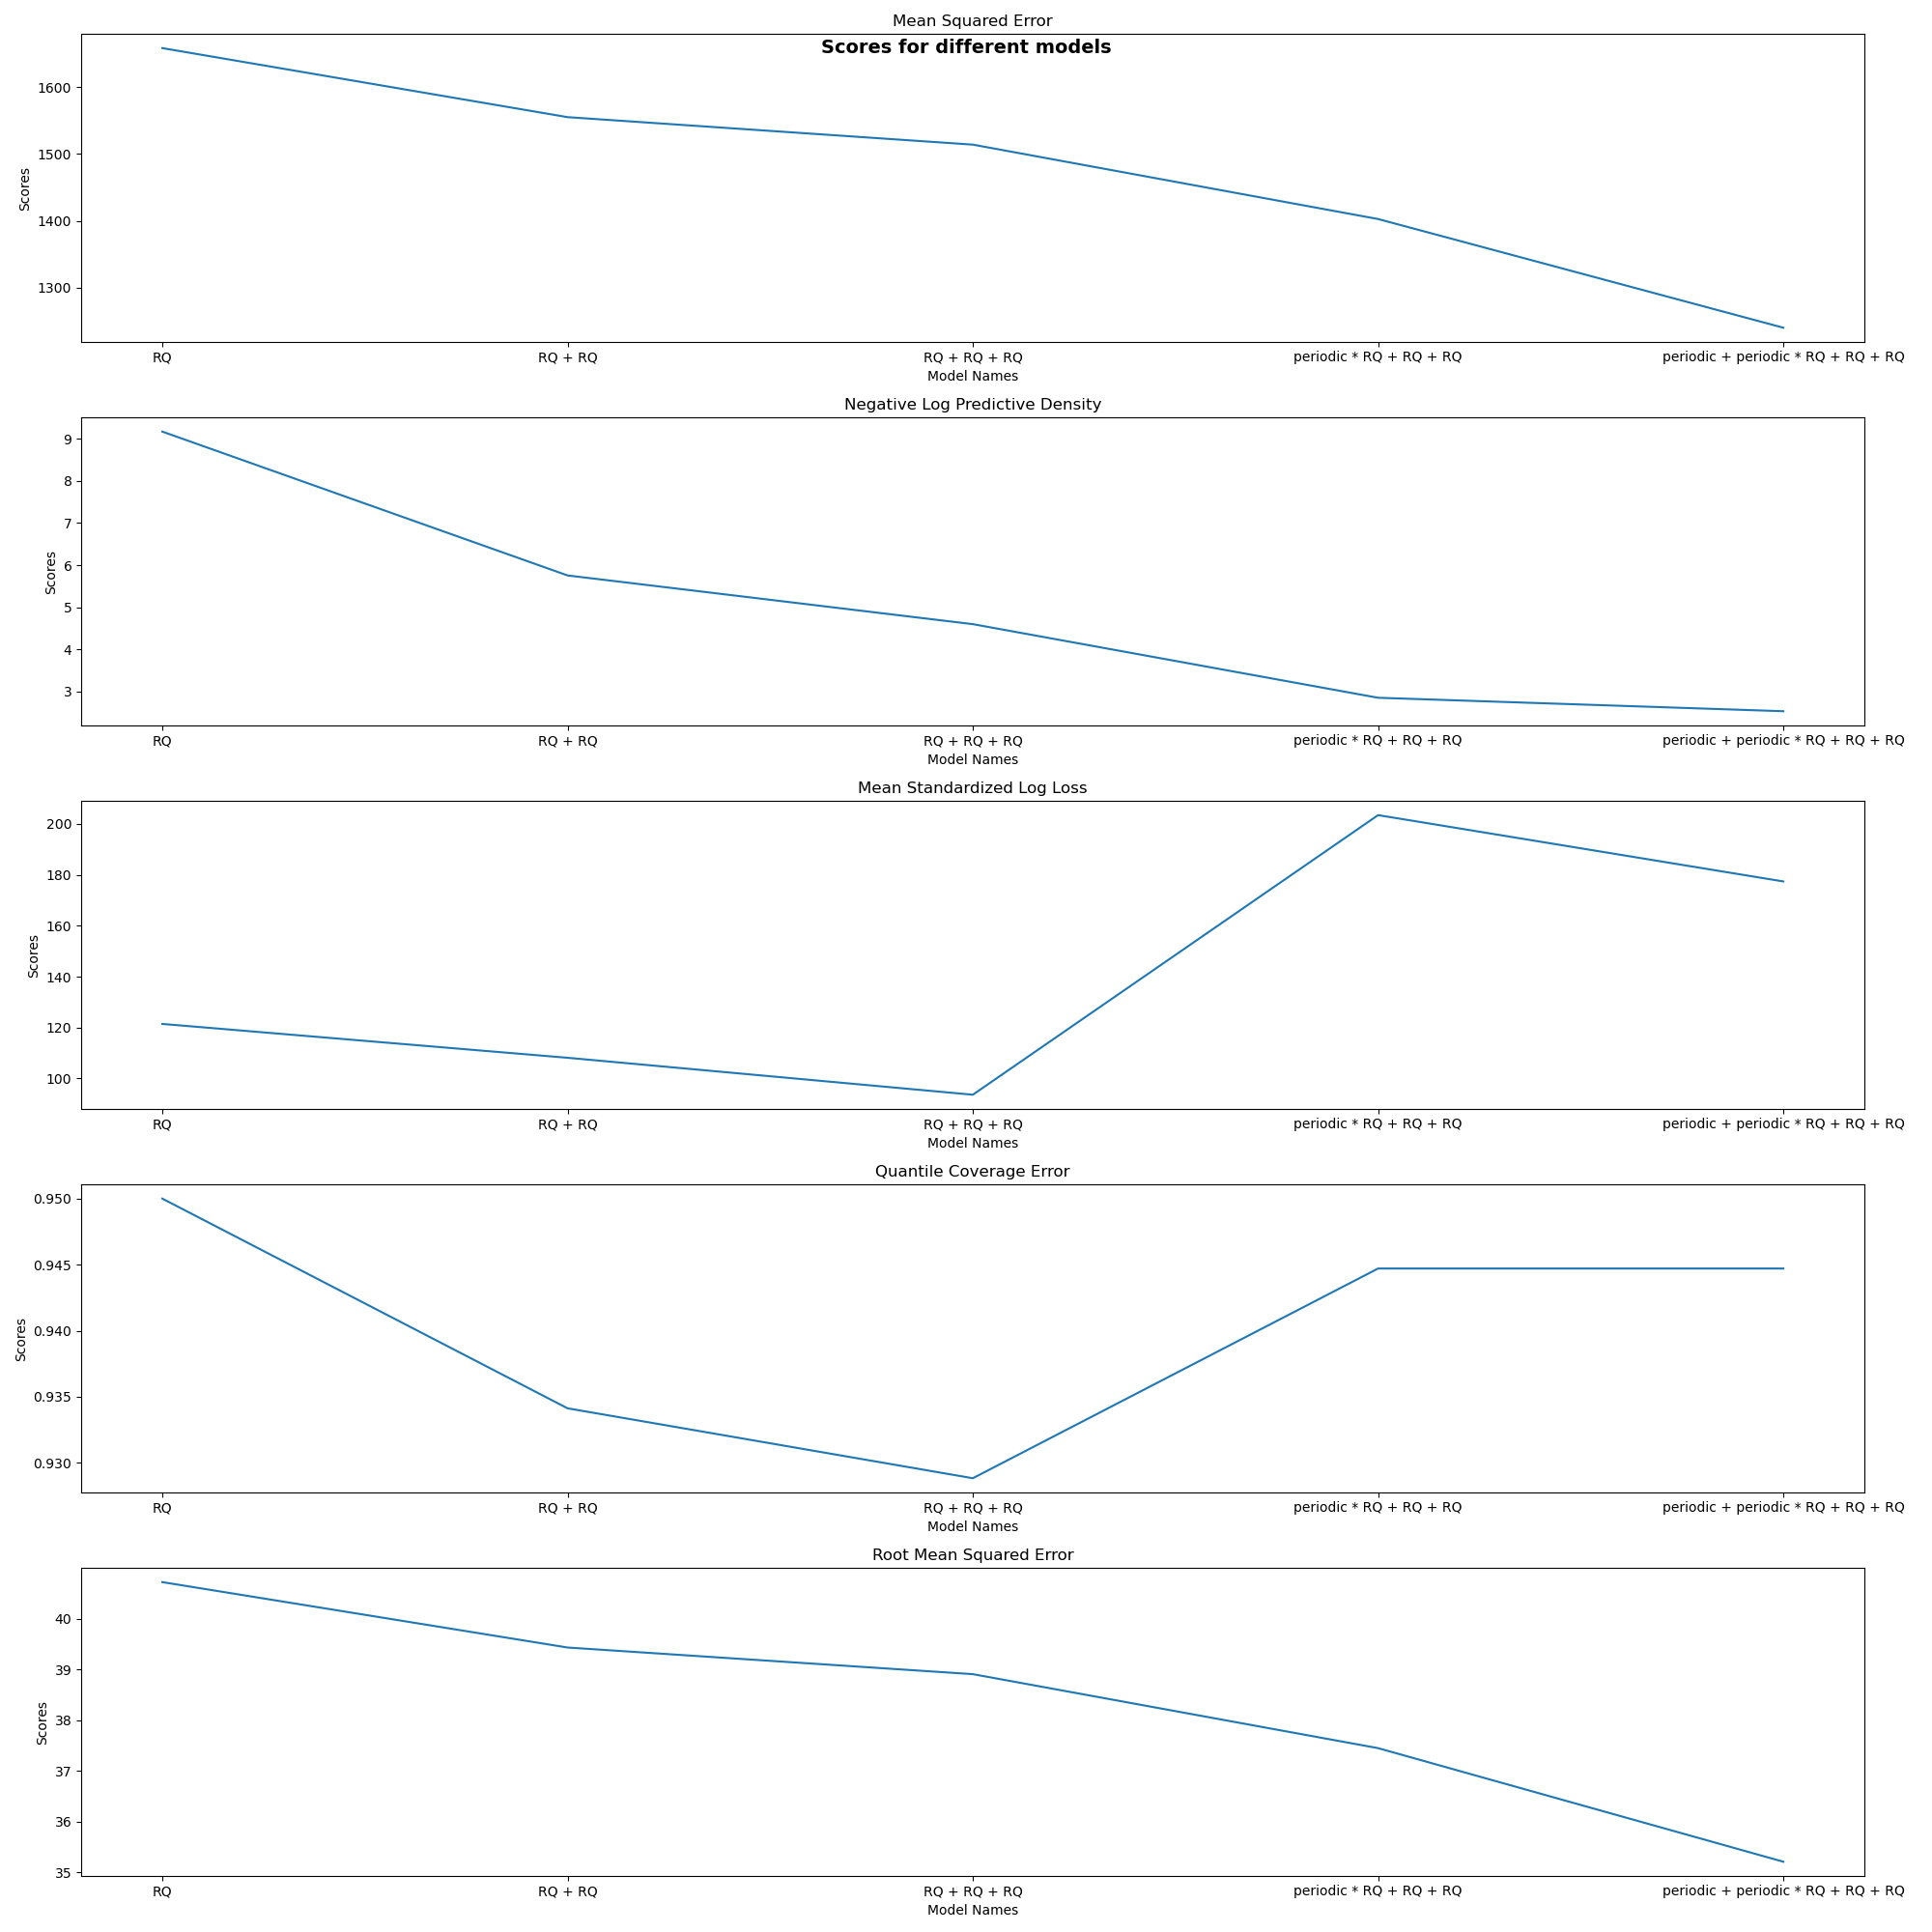 Mean Squared Error
Scores for different models
1600
1500
1400
1300
Scores
RQ
RQ + RQ
RQ + RQ + RQ
periodic * RQ + RQ + RQ
periodic + periodic * RQ + RQ + RQ
Model Names
Negative Log Predictive Density
9
8
7
6
5
4
3
Scores
RQ
RQ + RQ
RQ + RQ + RQ
periodic * RQ + RQ + RQ
periodic + periodic * RQ + RQ + RQ
Model Names
Mean Standardized Log Loss
200
180
160
140
120
100
Scores
RQ
RQ + RQ
RQ + RQ + RQ
periodic * RQ + RQ + RQ
periodic + periodic * RQ + RQ + RQ
Model Names
Quantile Coverage Error
0.950
0.945
0.940
0.935
0.930
Scores
RQ
RQ + RQ
RQ + RQ + RQ
periodic * RQ + RQ + RQ
periodic + periodic * RQ + RQ + RQ
Model Names
Root Mean Squared Error
40
39
38
37
36
35
Scores
RQ
RQ + RQ
RQ + RQ + RQ
periodic * RQ + RQ + RQ
periodic + periodic * RQ + RQ + RQ
Model Names